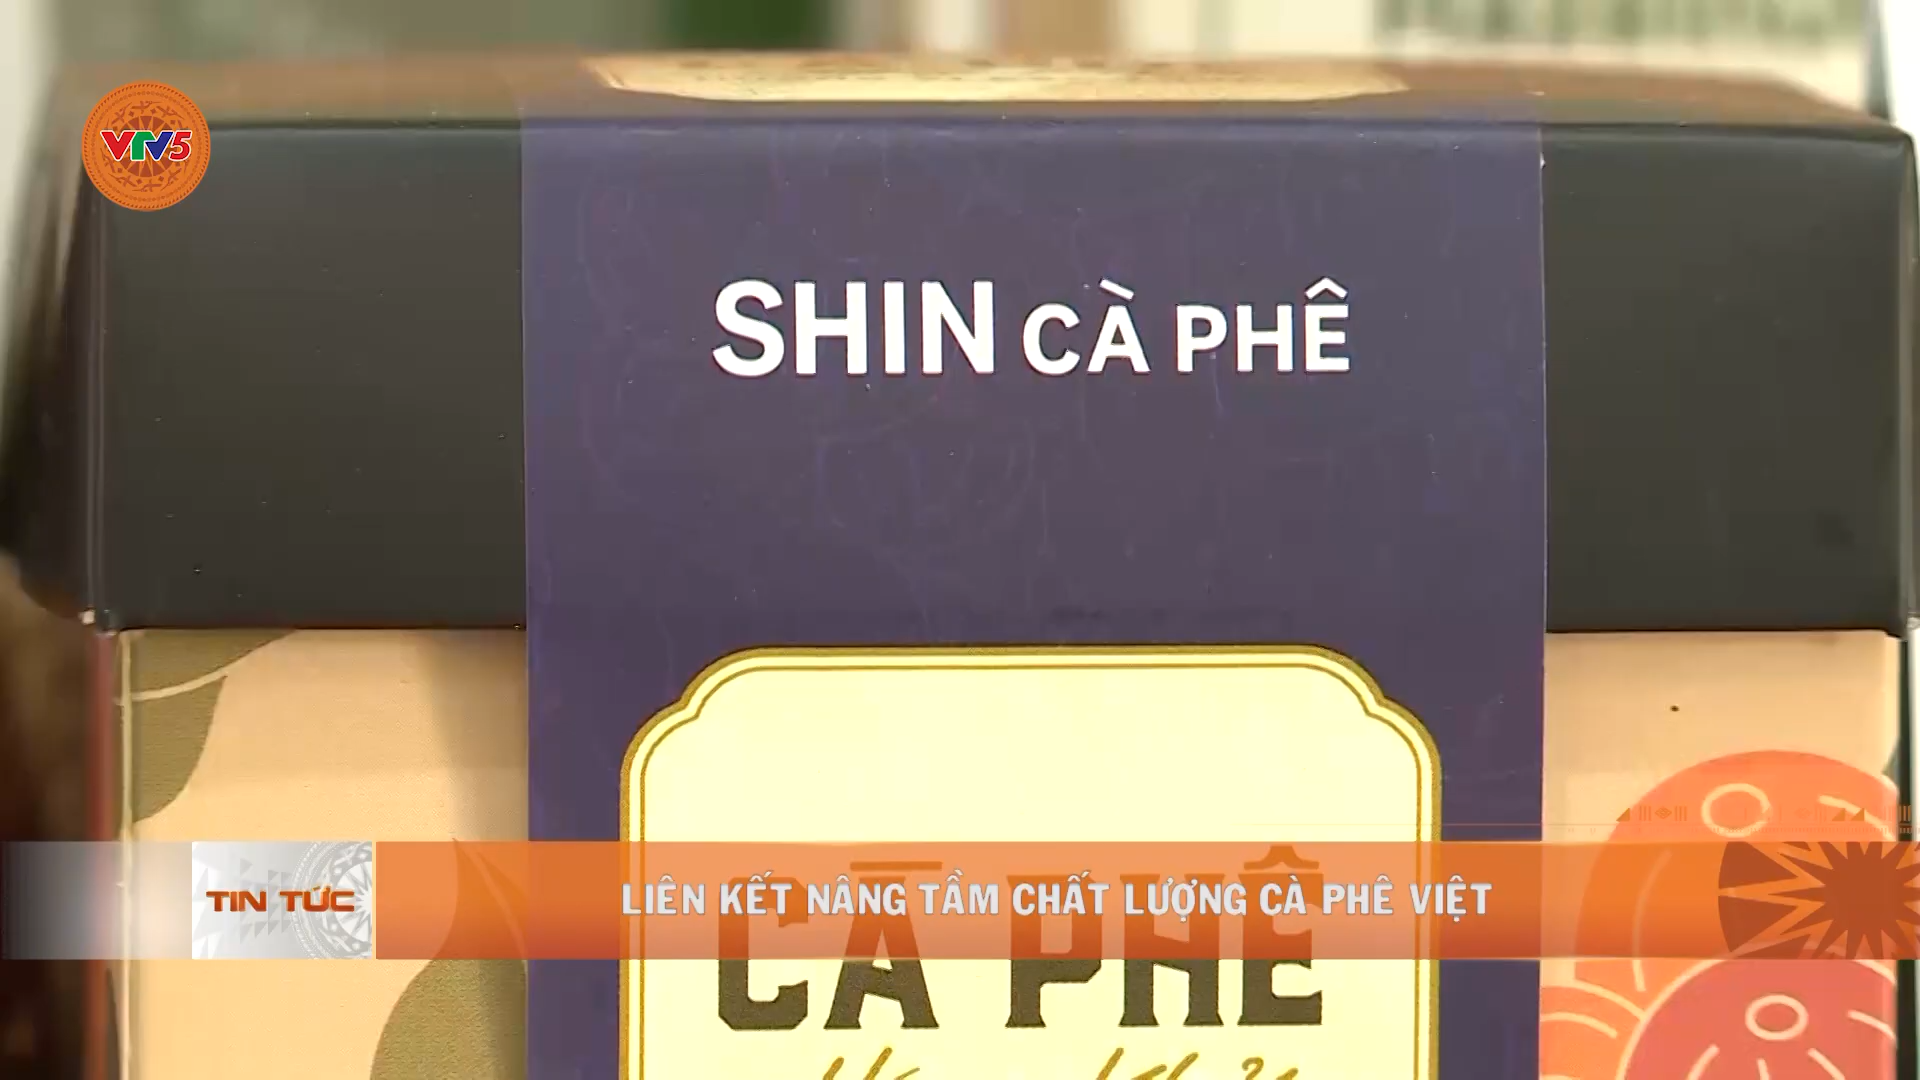 VTV5
SHIN CÀ PHÊ
TIN TỨC
LIÊN KẾT NÂNG TẦM CHẤT LƯỢNG CÀ PHÊ VIỆT
CÀ PHÊ